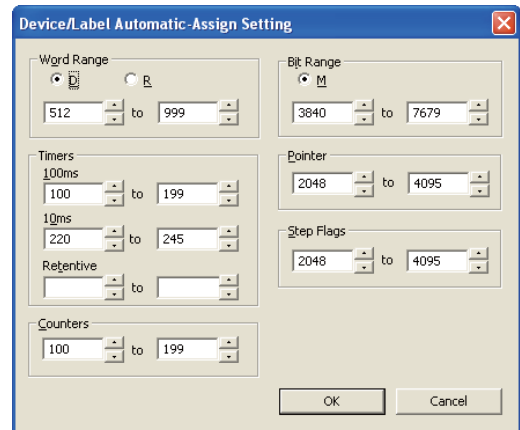 Device/Label Automatic-Assign Setting
Word Range
D R
512 to 999
Timers
100ms
100 to 199
10ms
220 to 245
Retentive
to
Counters
100 to 199
Bit Range
M
3840 to 7679
Pointer
2048 to 4095
Step Flags
2048 to 4095
OK Cancel